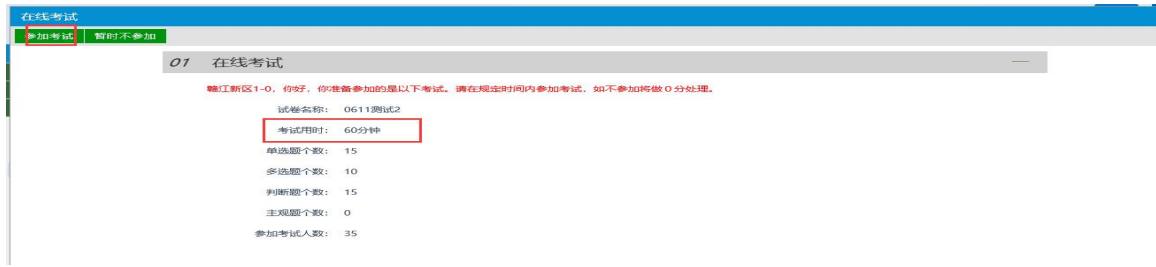 在线考试
参加考试 暂时不参加
01 在线考试
赣江新区1-0，你好，你准备参加的是以下考试。请在规定时间内参加考试，如不参加将做0分处理。
试卷名称： 0611测试2
考试用时： 60分钟
单选题个数： 15
多选题个数： 10
判断题个数： 15
主观题个数： 0
参加考试人数： 35